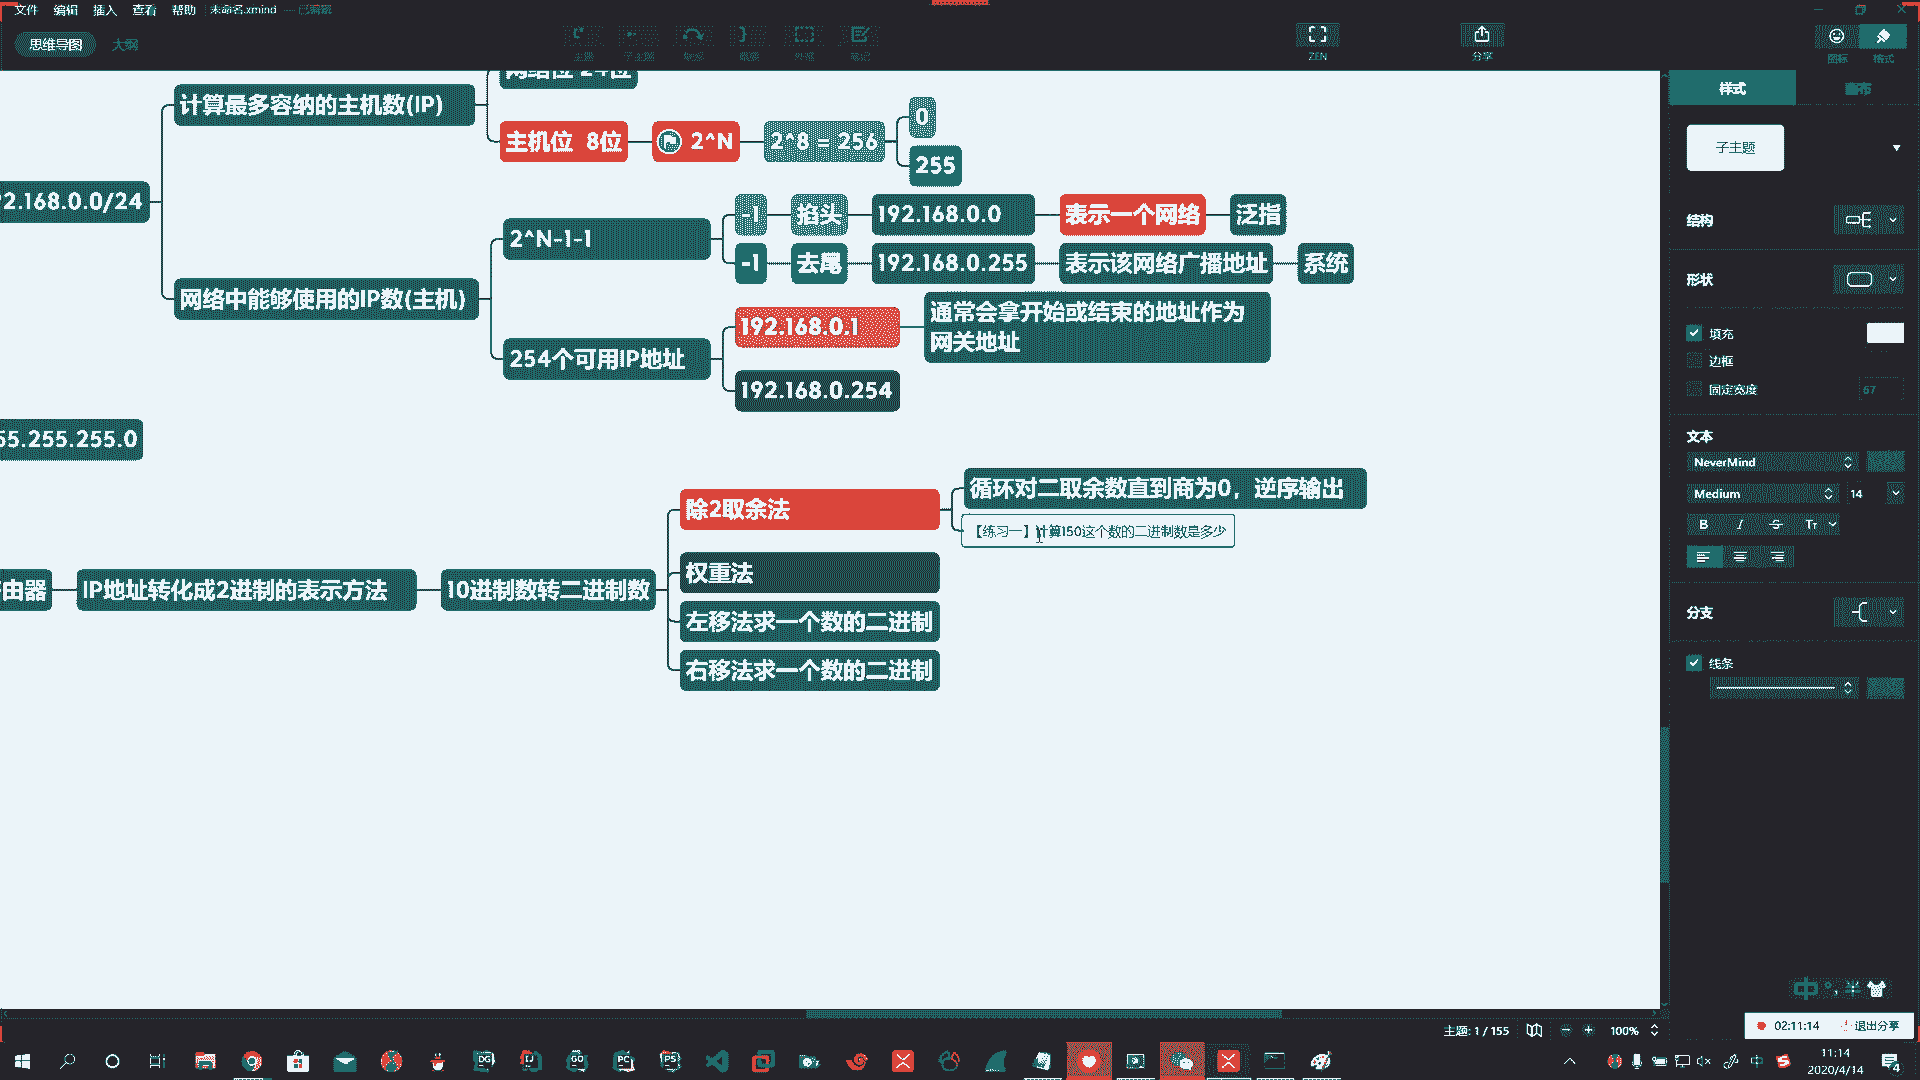 文件 编辑 插入 查看 帮助 未命名.xmind — 已编辑
思维导图 大纲
主题 子主题 联系 概要 外框 笔记 ZEN 分享 图标 格式
样式 画布
计算最多容纳的主机数(IP)
主机位 8位
2^N
2^8 = 256
0
255
2.168.0.0/24
网络中能够使用的IP数(主机)
2^N-1-1
-1
掐头
192.168.0.0
表示一个网络
泛指
-1
去尾
192.168.0.255
表示该网络广播地址
系统
254个可用IP地址
192.168.0.1
通常会拿开始或结束的地址作为
网关地址
192.168.0.254
55.255.255.0
由器
IP地址转化成2进制的表示方法
10进制数转二进制数
除2取余法
循环对二取余数直到商为0，逆序输出
【练习一】计算150这个数的二进制数是多少
权重法
左移法求一个数的二进制
右移法求一个数的二进制
子主题
结构
形状
填充
边框
固定宽度 67
文本
NeverMind
Medium 14
B I S Tт
分支
线条
中
主题: 1 / 155
100%
02:11:14 退出分享
DG IJ GO PC PS
中
11:14
2020/4/14
4